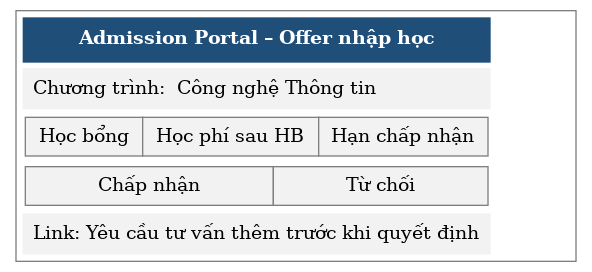 Admission Portal – Offer nhập học
Chương trình: Công nghệ Thông tin
Học bổng Học phí sau HB Hạn chấp nhận
Chấp nhận Từ chối
Link: Yêu cầu tư vấn thêm trước khi quyết định